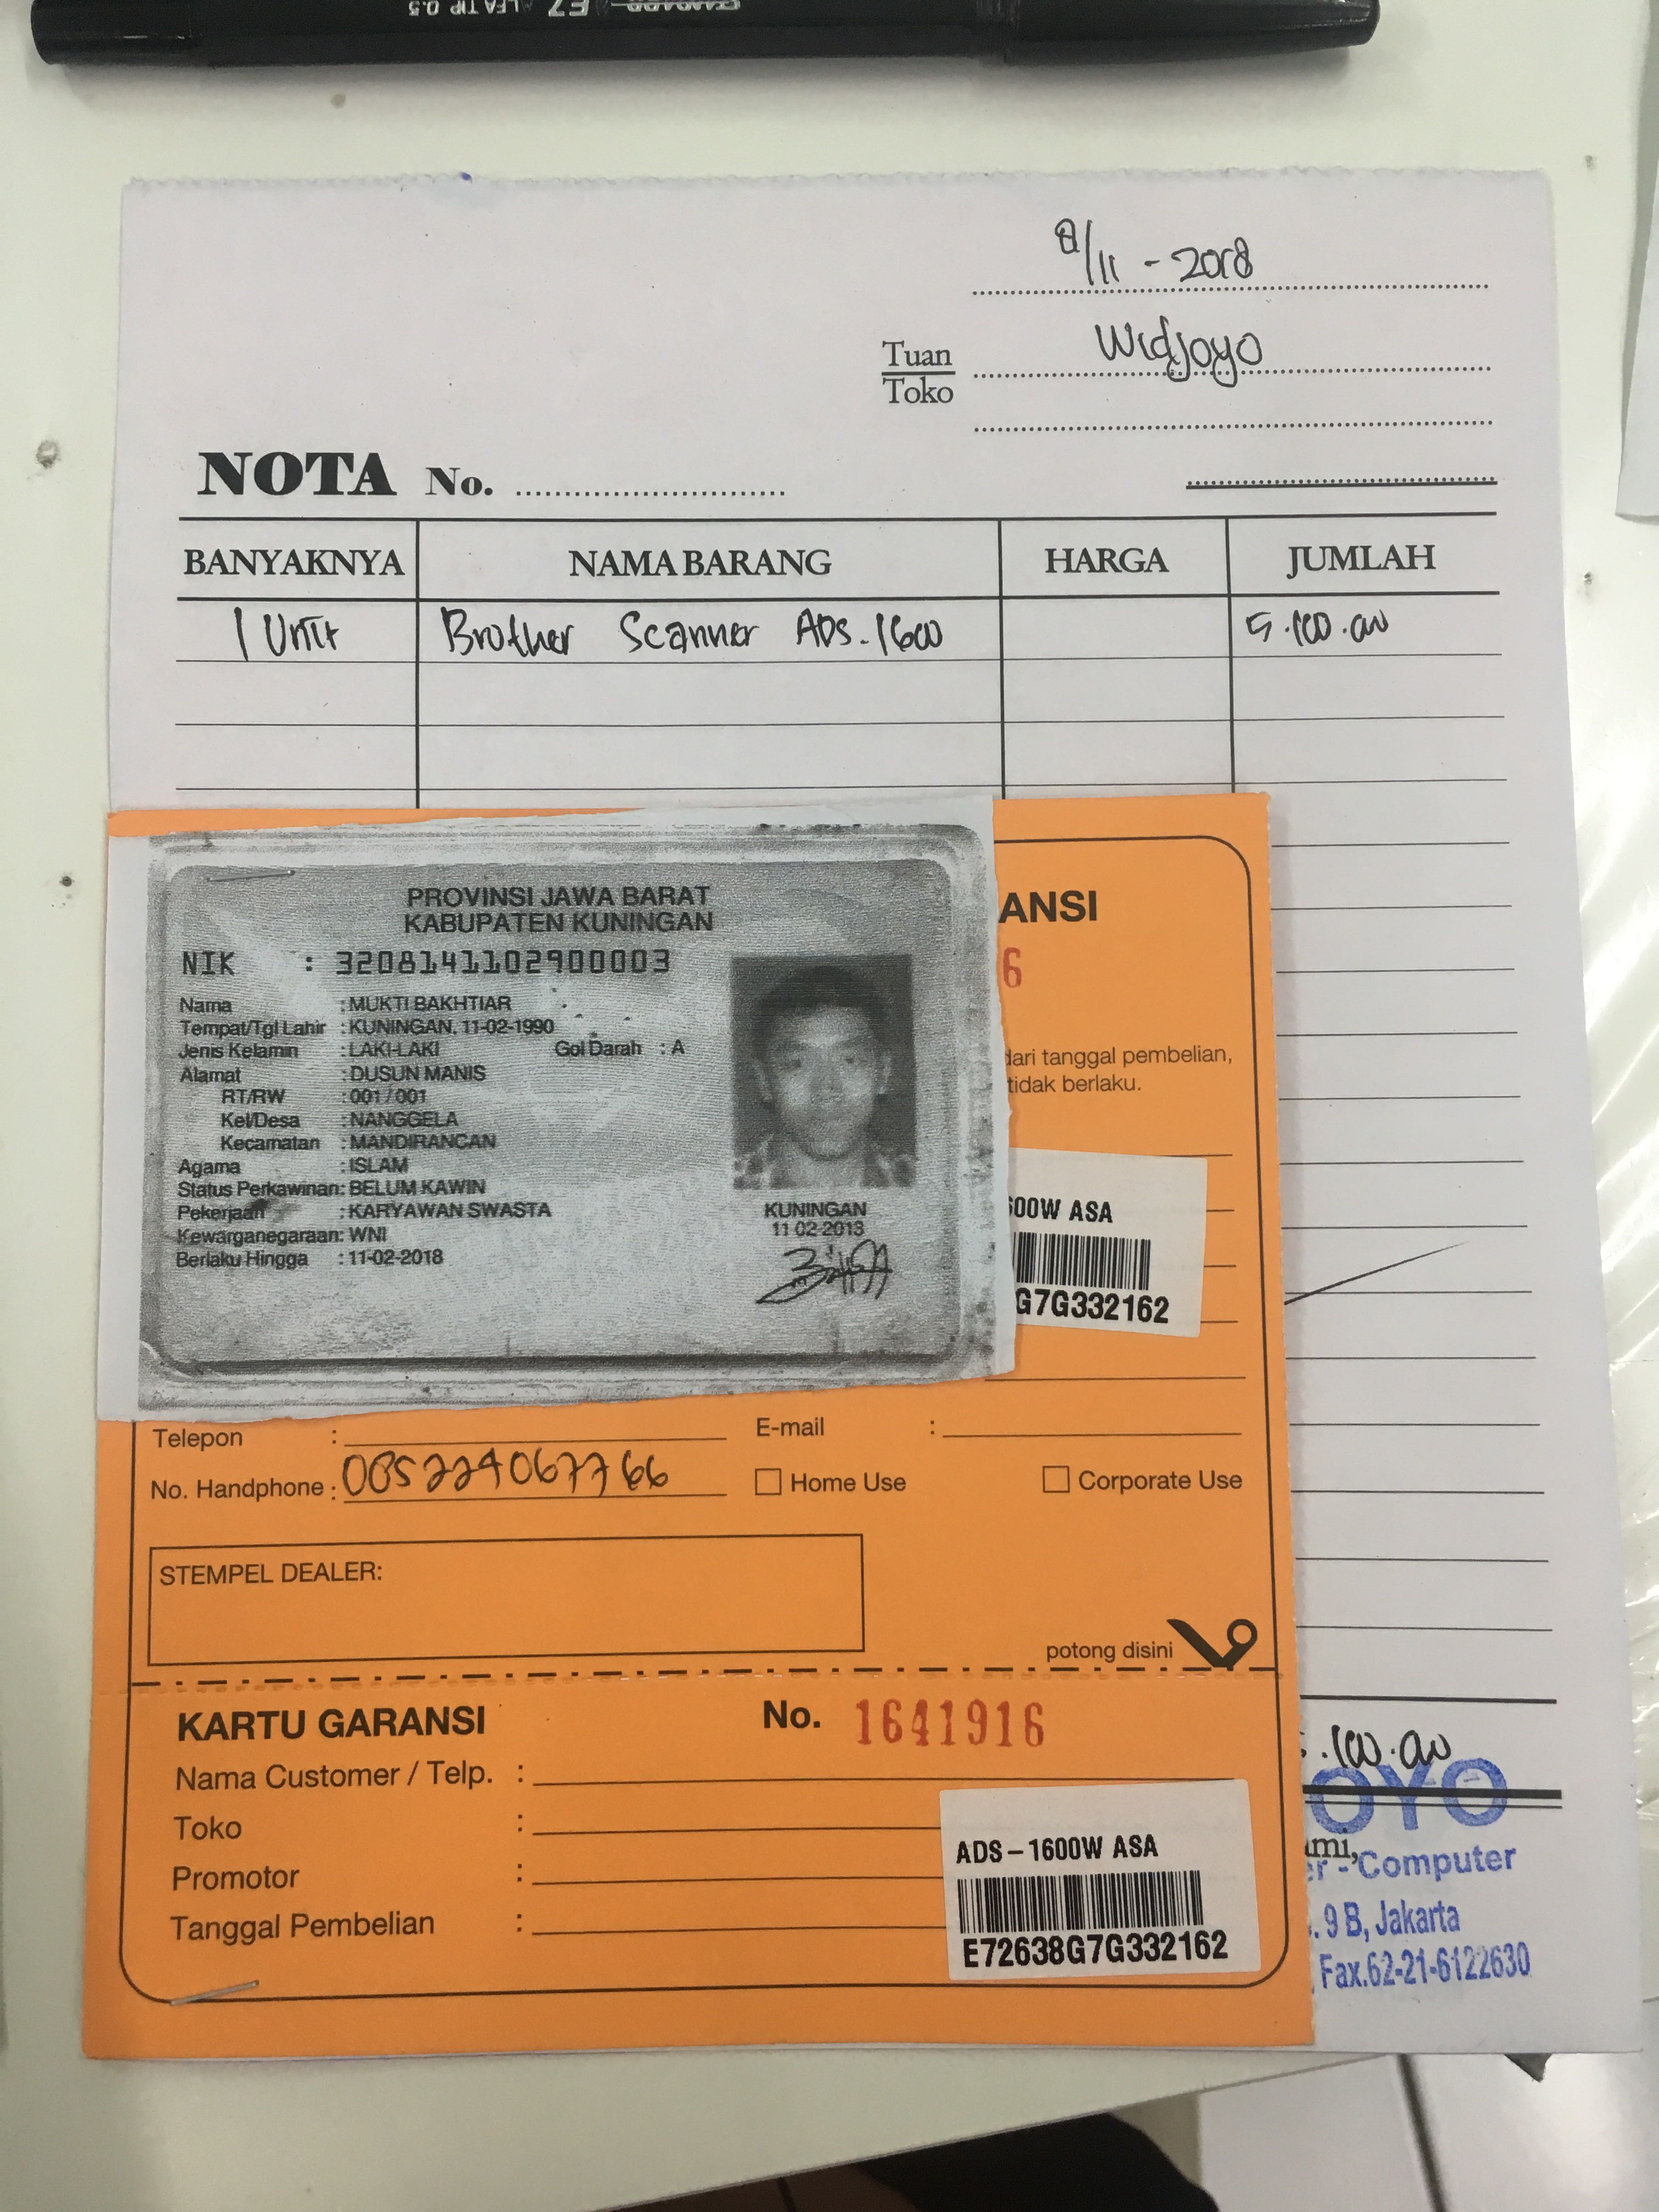 8/11 - 2018
Tuan
Toko
Widjoyo
NOTA No.
BANYAKNYA NAMA BARANG HARGA JUMLAH
1 Unit Brother Scanner ADS-1600 5.100.000
PROVINSI JAWA BARAT
KABUPATEN KUNINGAN
NIK : 3208141102900003
Nama : MUKTI BAKHTIAR
Tempat/Tgl Lahir : KUNINGAN, 11-02-1990
Jenis Kelamin : LAKI-LAKI Gol Darah : A
Alamat : DUSUN MANIS
RT/RW : 001 / 001
Kel/Desa : NANGGELA
Kecamatan : MANDIRANCAN
Agama : ISLAM
Status Perkawinan: BELUM KAWIN
Pekerjaan : KARYAWAN SWASTA
Kewarganegaraan: WNI
Berlaku Hingga : 11-02-2018
KUNINGAN
11-02-2013
ANSI
6
dari tanggal pembelian,
tidak berlaku.
600W ASA
G7G332162
Telepon : E-mail :
No. Handphone : 085224067766 Home Use Corporate Use
STEMPEL DEALER:
potong disini
KARTU GARANSI No. 1641916
Nama Customer / Telp. :
Toko :
Promotor :
Tanggal Pembelian :
ADS - 1600W ASA
E72638G7G332162
5.100.000
OYO
ami,
er - Computer
. 9 B, Jakarta
, Fax.62-21-6122630